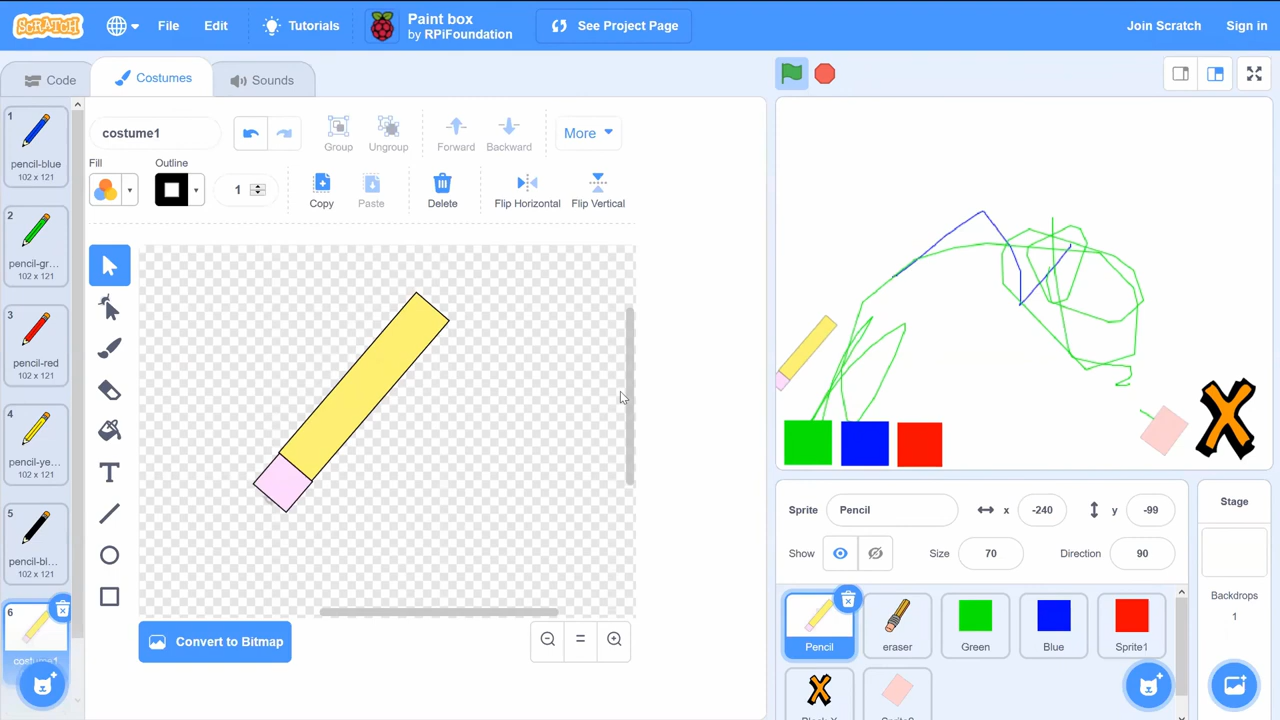 SCRATCH
File
Edit
Tutorials
Paint box
by RPiFoundation
See Project Page
Join Scratch
Sign in
Code
Costumes
Sounds
1
pencil-blue
102 x 121
2
pencil-gr...
102 x 121
3
pencil-red
102 x 121
4
pencil-ye...
102 x 121
5
pencil-bl...
102 x 121
6
costume1
costume1
Group
Ungroup
Forward
Backward
More
Fill
Outline
1
Copy
Paste
Delete
Flip Horizontal
Flip Vertical
T
Convert to Bitmap
X
Sprite
Pencil
x
-240
y
-99
Show
Size
70
Direction
90
Stage
Backdrops
1
Pencil
eraser
Green
Blue
Sprite1